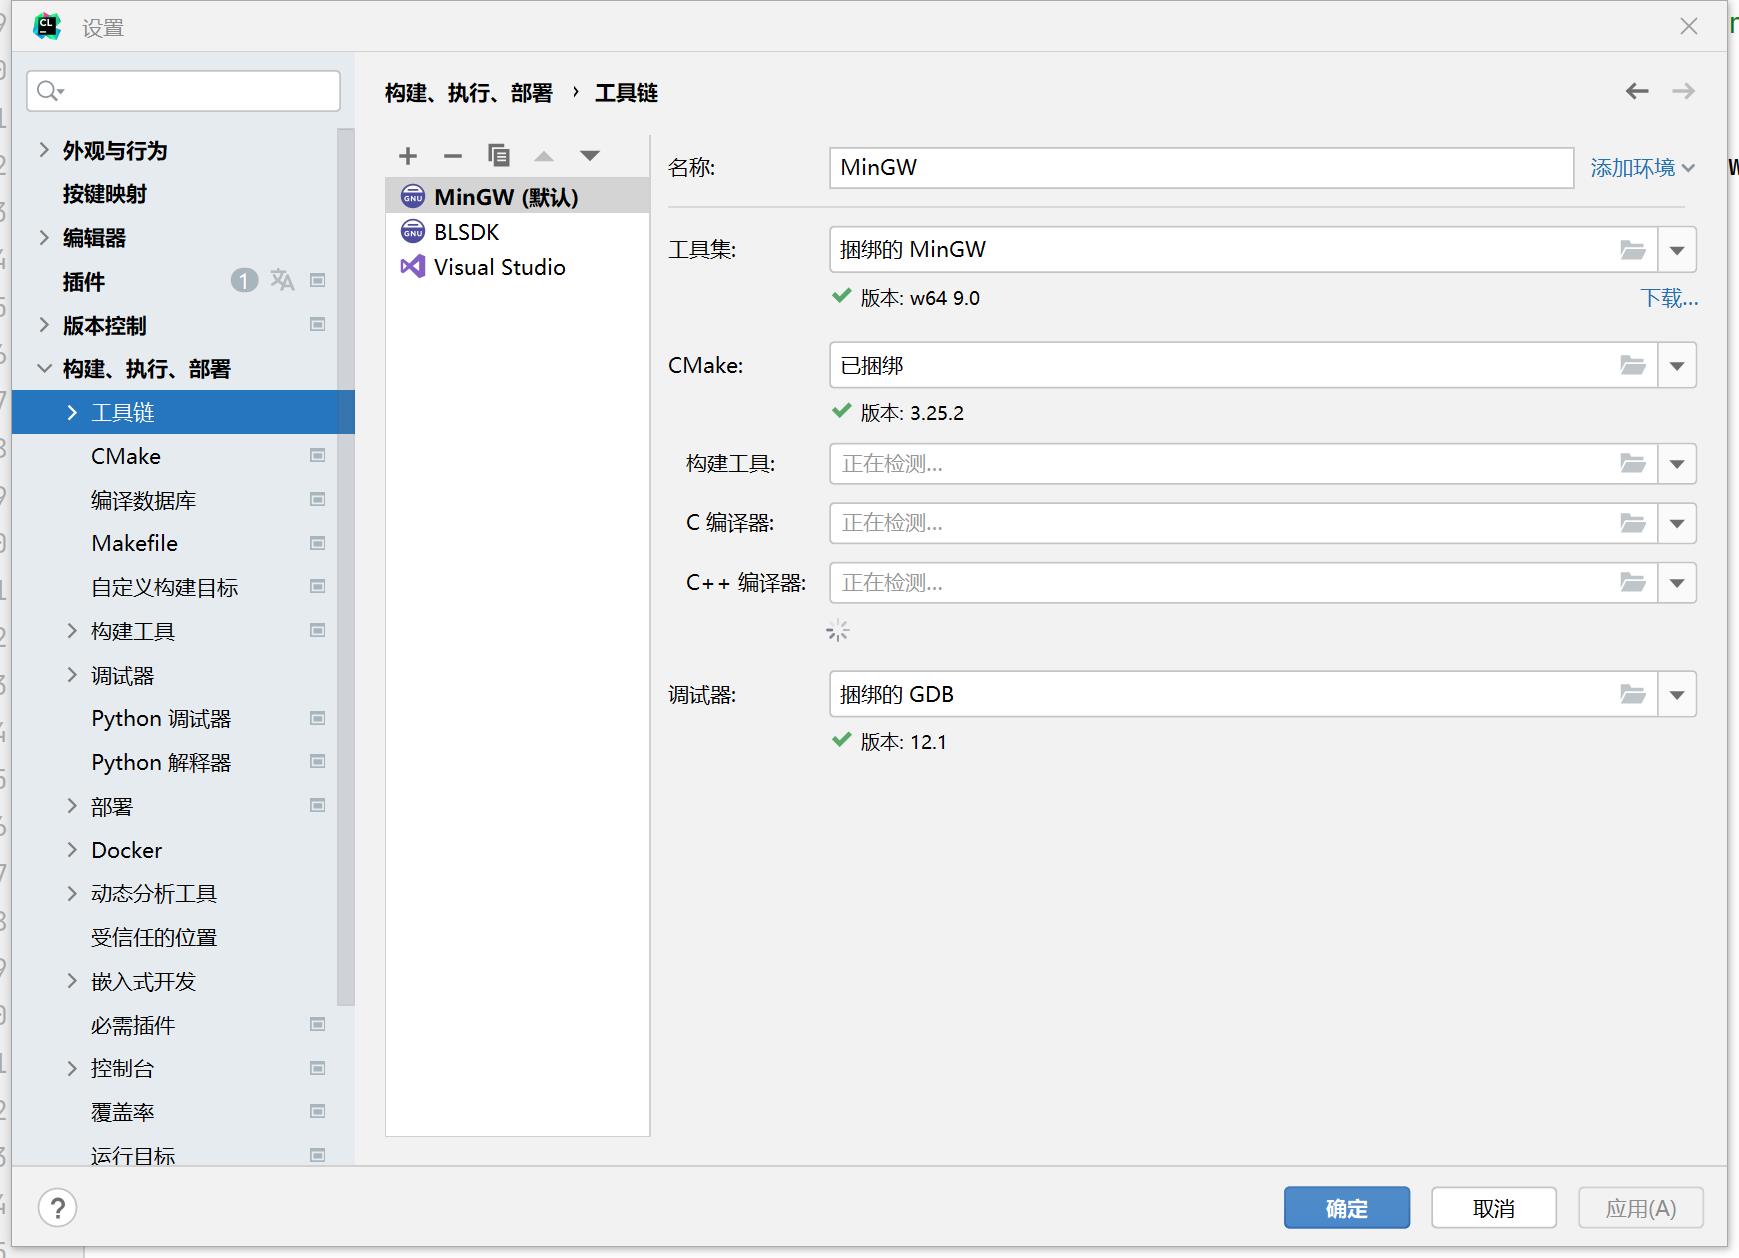 CL
设置
构建、执行、部署 › 工具链
外观与行为
按键映射
编辑器
插件 1
版本控制
构建、执行、部署
工具链
CMake
编译数据库
Makefile
自定义构建目标
构建工具
调试器
Python 调试器
Python 解释器
部署
Docker
动态分析工具
受信任的位置
嵌入式开发
必需插件
控制台
覆盖率
运行目标
MinGW (默认)
BLSDK
Visual Studio
名称: MinGW 添加环境
工具集: 捆绑的 MinGW
版本: w64 9.0 下载...
CMake: 已捆绑
版本: 3.25.2
构建工具: 正在检测...
C 编译器: 正在检测...
C++ 编译器: 正在检测...
调试器: 捆绑的 GDB
版本: 12.1
? 确定 取消 应用(A)